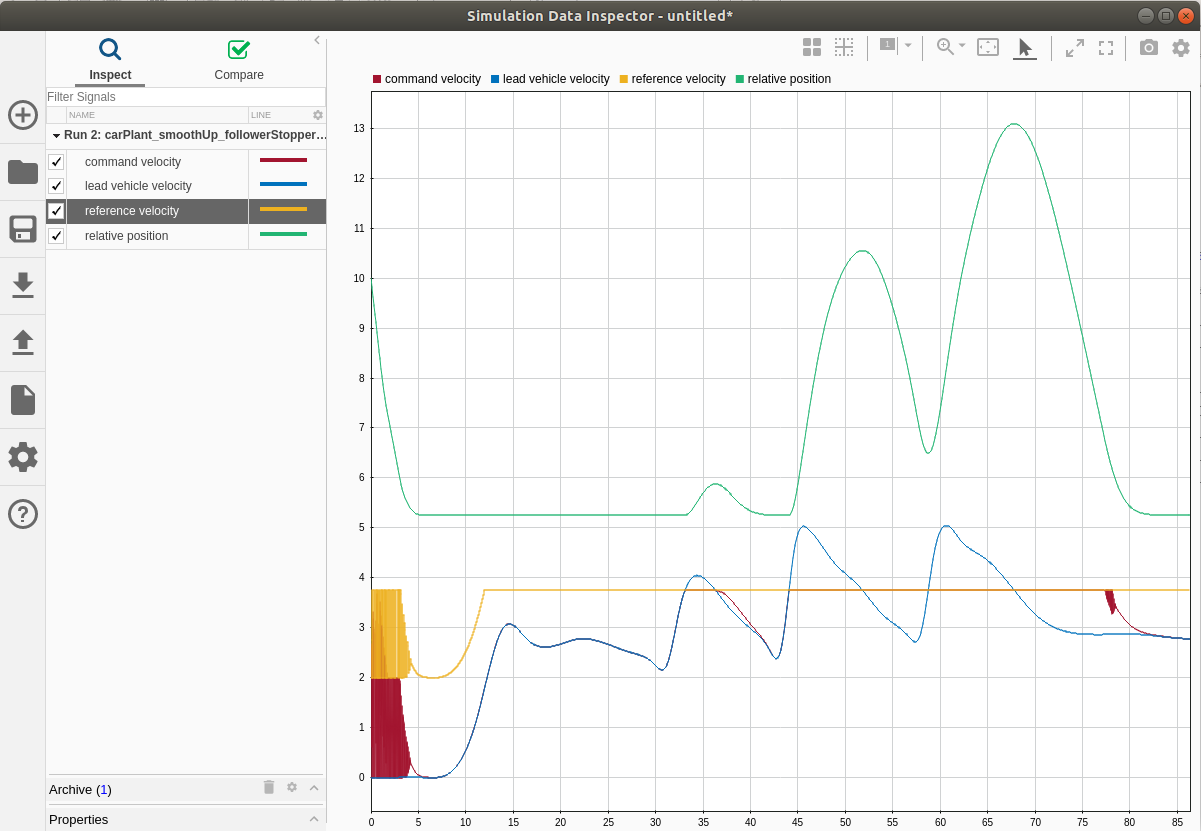 Simulation Data Inspector - untitled*
Inspect
Compare
Filter Signals
NAME LINE
Run 2: carPlant_smoothUp_followerStopper...
command velocity
lead vehicle velocity
reference velocity
relative position
Archive (1)
Properties
1
command velocity lead vehicle velocity reference velocity relative position
13
12
11
10
9
8
7
6
5
4
3
2
1
0
0 5 10 15 20 25 30 35 40 45 50 55 60 65 70 75 80 85